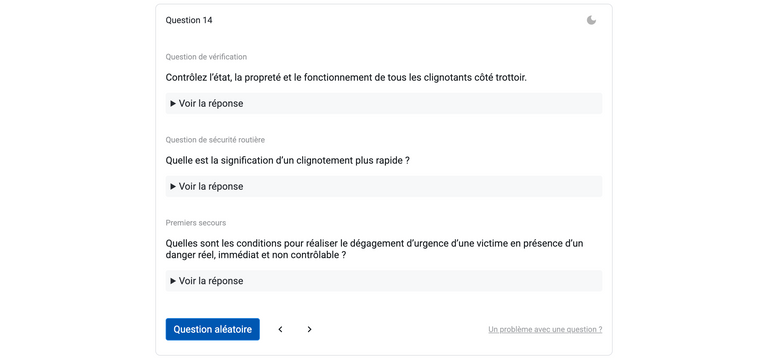 Question 14
Question de vérification
Contrôlez l’état, la propreté et le fonctionnement de tous les clignotants côté trottoir.
▶ Voir la réponse
Question de sécurité routière
Quelle est la signification d’un clignotement plus rapide ?
▶ Voir la réponse
Premiers secours
Quelles sont les conditions pour réaliser le dégagement d’urgence d’une victime en présence d’un
danger réel, immédiat et non contrôlable ?
▶ Voir la réponse
Question aléatoire
Un problème avec une question ?